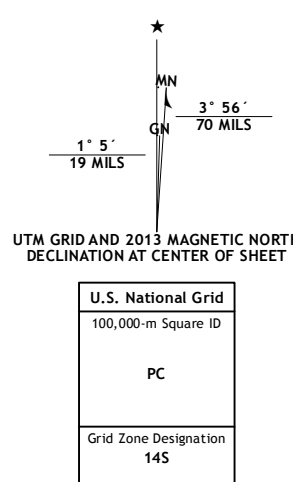 ★
MN
3° 56´
70 MILS
GN
1° 5´
19 MILS
UTM GRID AND 2013 MAGNETIC NORTH
DECLINATION AT CENTER OF SHEET
U.S. National Grid
100,000-m Square ID
PC
Grid Zone Designation
14S